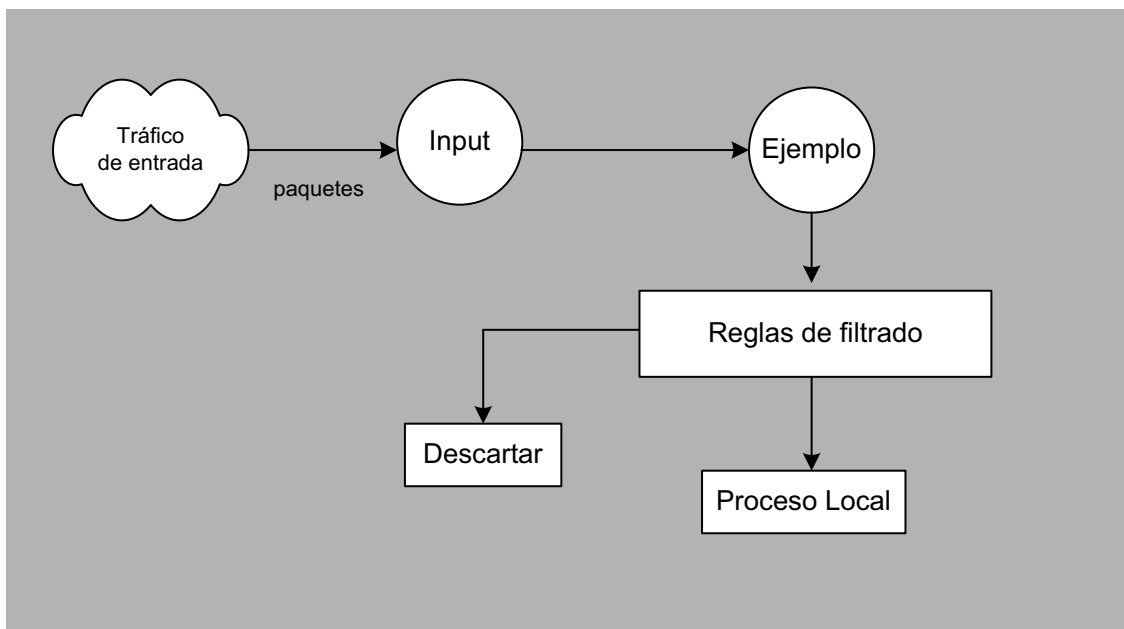 Tráfico
de entrada
paquetes
Input
Ejemplo
Reglas de filtrado
Descartar
Proceso Local